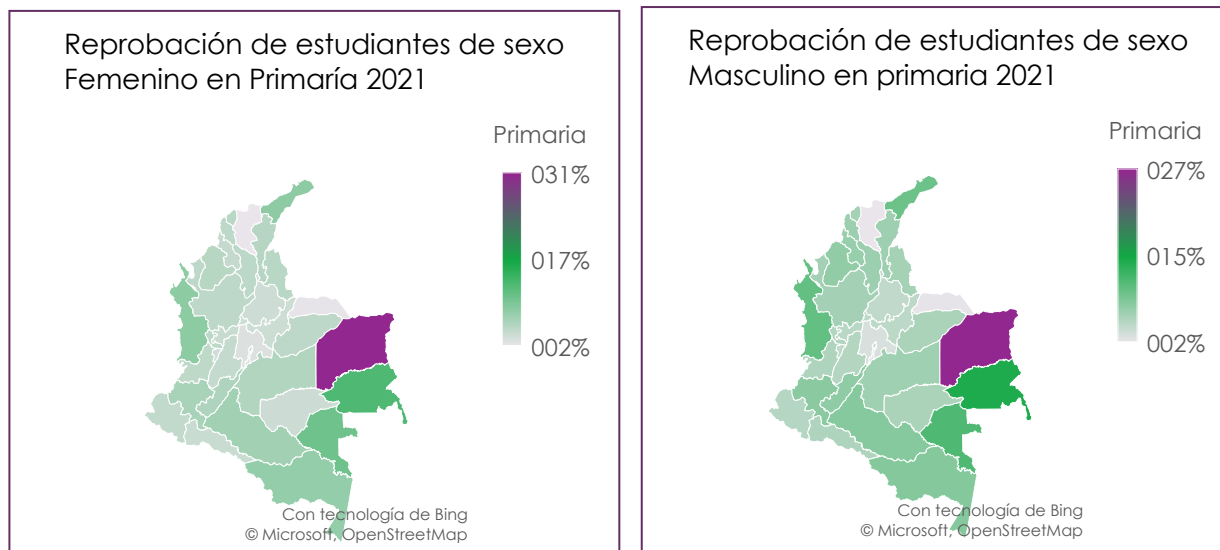 Reprobación de estudiantes de sexo
Femenino en Primaría 2021
Primaria
031%
017%
002%
Con tecnología de Bing
© Microsoft, OpenStreetMap
Reprobación de estudiantes de sexo
Masculino en primaria 2021
Primaria
027%
015%
002%
Con tecnología de Bing
© Microsoft, OpenStreetMap